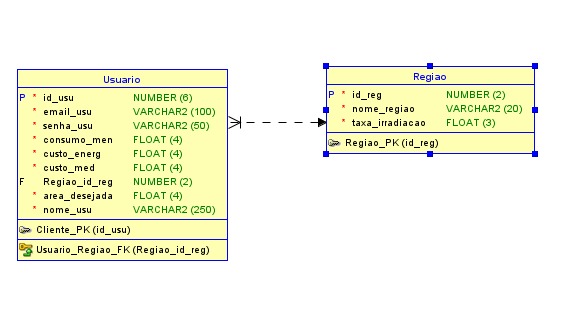 Usuario
P * id_usu NUMBER (6)
* email_usu VARCHAR2 (100)
* senha_usu VARCHAR2 (50)
* consumo_men FLOAT (4)
* custo_energ FLOAT (4)
* custo_med FLOAT (4)
F Regiao_id_reg NUMBER (2)
* area_desejada FLOAT (4)
* nome_usu VARCHAR2 (250)
Cliente_PK (id_usu)
Usuario_Regiao_FK (Regiao_id_reg)
Regiao
P * id_reg NUMBER (2)
* nome_regiao VARCHAR2 (20)
* taxa_irradiacao FLOAT (3)
Regiao_PK (id_reg)